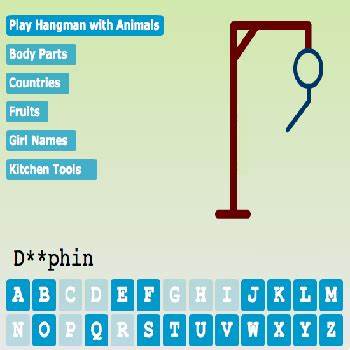 Play Hangman with Animals
Body Parts
Countries
Fruits
Girl Names
Kitchen Tools
D**phin
A B C D E F G H I J K L M
N O P Q R S T U V W X Y Z